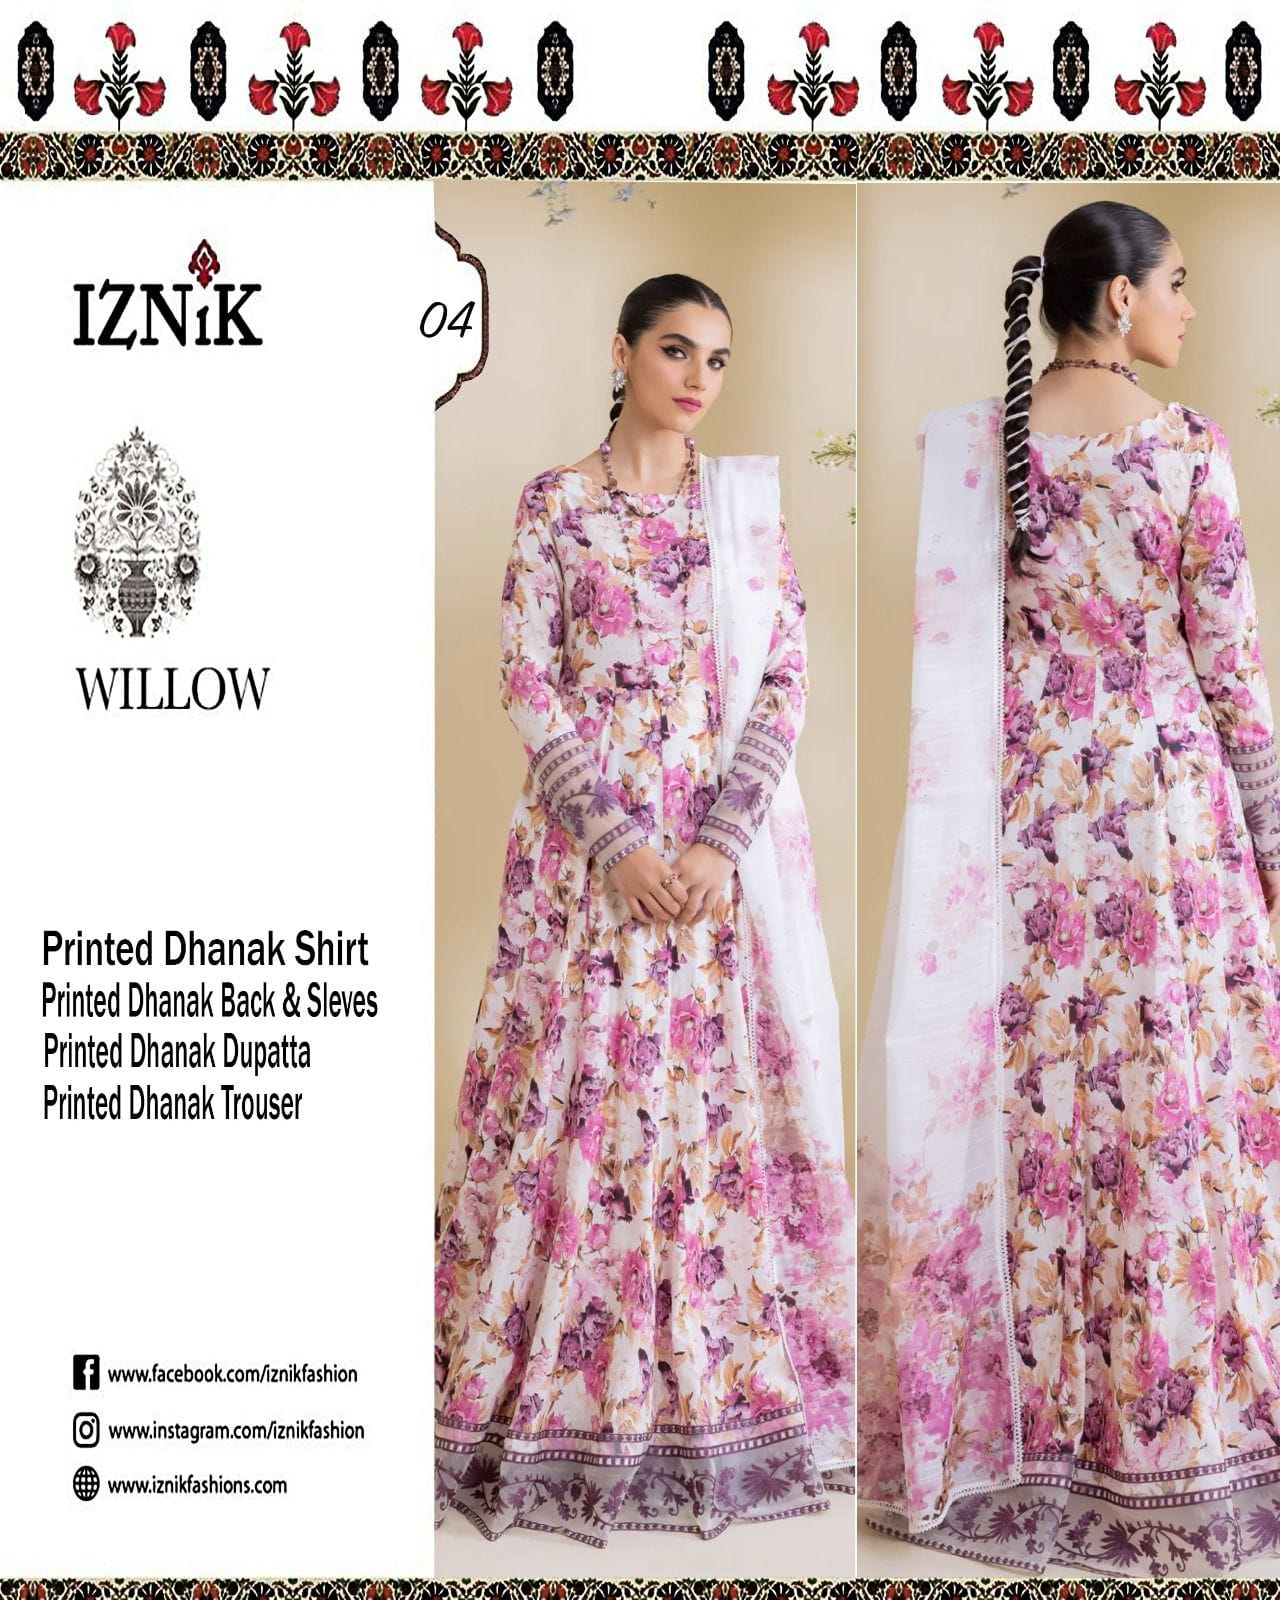 IZNiK
04
WILLOW
Printed Dhanak Shirt
Printed Dhanak Back & Sleves
Printed Dhanak Dupatta
Printed Dhanak Trouser
www.facebook.com/iznikfashion
www.instagram.com/iznikfashion
www.iznikfashions.com